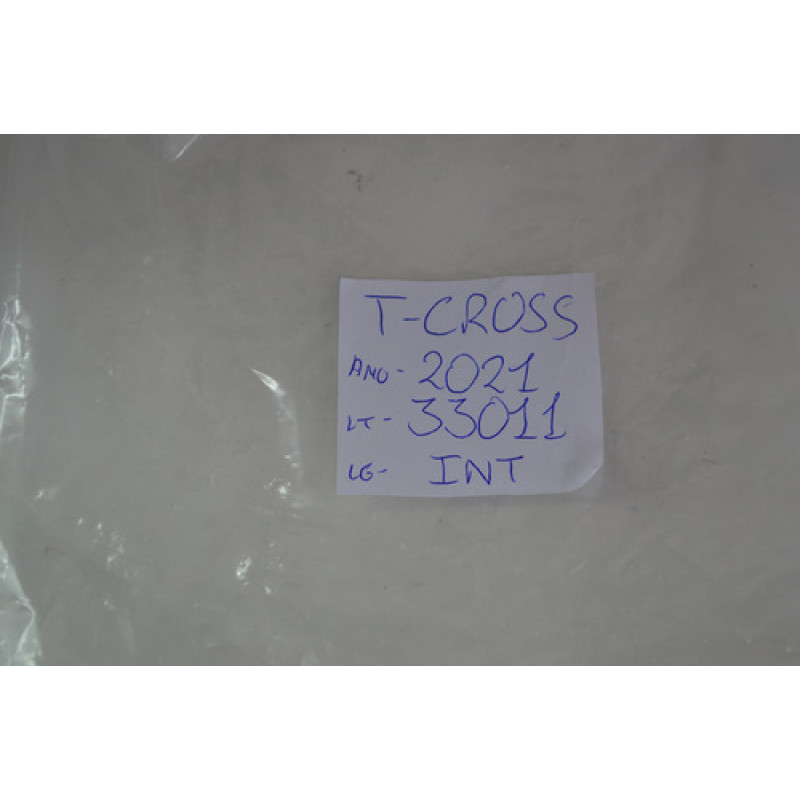 T-CROSS
ANO- 2021
LT- 33011
LG- INT